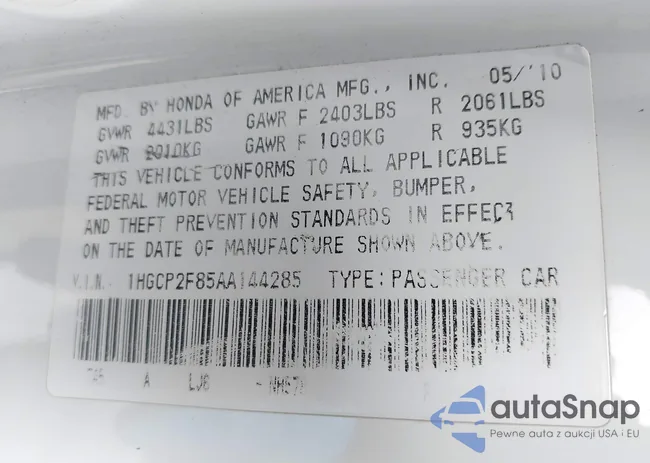 MFD. BY HONDA OF AMERICA MFG., INC. 05/'10
GVWR 4431LBS GAWR F 2403LBS R 2061LBS
GVWR 2010KG GAWR F 1090KG R 935KG
THIS VEHICLE CONFORMS TO ALL APPLICABLE
FEDERAL MOTOR VEHICLE SAFETY, BUMPER,
AND THEFT PREVENTION STANDARDS IN EFFECT
ON THE DATE OF MANUFACTURE SHOWN ABOVE.
V.I.N. 1HGCP2F85AA144285 TYPE: PASSENGER CAR
A
autoSnap
Pewne auta z aukcji USA i EU